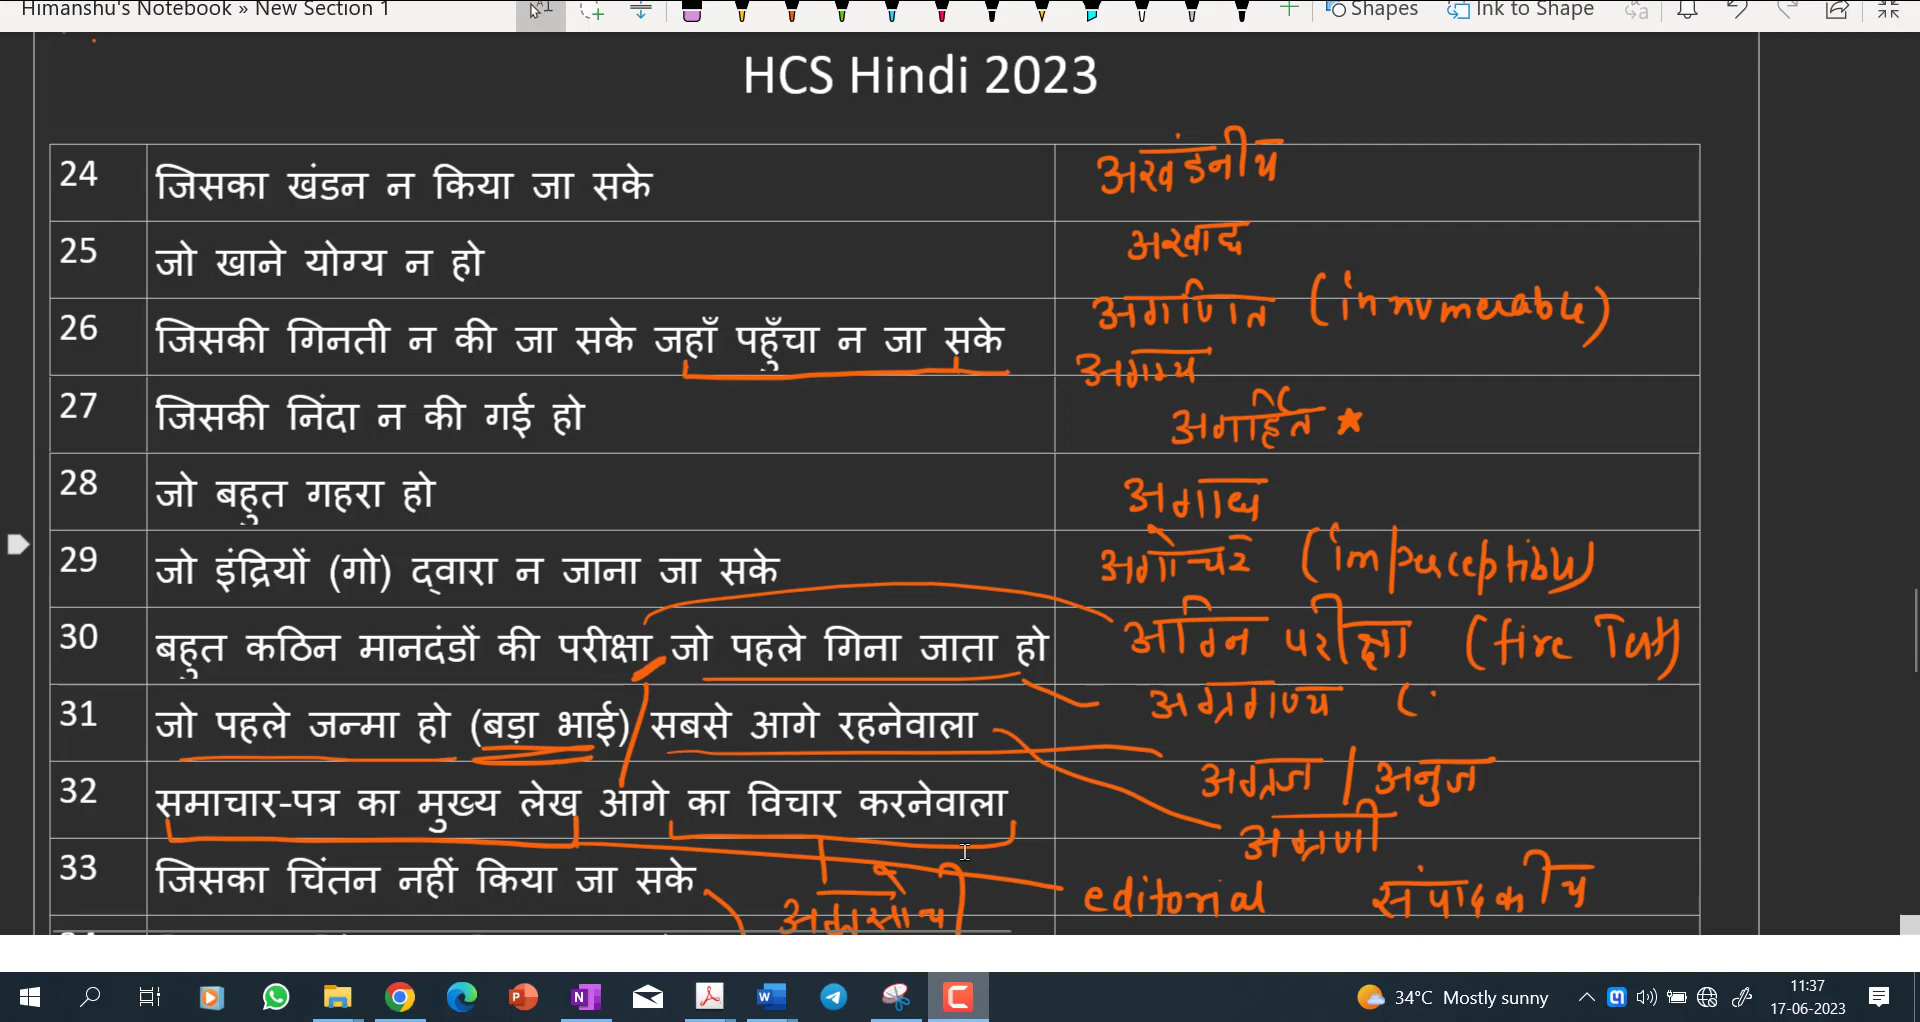 Himanshu's Notebook » New Section 1
Shapes
Ink to Shape
HCS Hindi 2023
24 जिसका खंडन न किया जा सके अखंडनीय
25 जो खाने योग्य न हो अखाद्य
26 जिसकी गिनती न की जा सके जहाँ पहुँचा न जा सके अगणित (innumerable)
अगम्य
27 जिसकी निंदा न की गई हो अगर्हित
28 जो बहुत गहरा हो अगाध
29 जो इंद्रियों (गो) द्वारा न जाना जा सके अगोचर (imperceptible)
30 बहुत कठिन मानदंडों की परीक्षा जो पहले गिना जाता हो अग्नि परीक्षा (fire Test)
अग्रगण्य (
31 जो पहले जन्मा हो (बड़ा भाई) सबसे आगे रहनेवाला
अग्रज / अनुज
32 समाचार-पत्र का मुख्य लेख आगे का विचार करनेवाला अग्रणी
33 जिसका चिंतन नहीं किया जा सके editorial संपादकीय
34°C Mostly sunny
11:37
17-06-2023